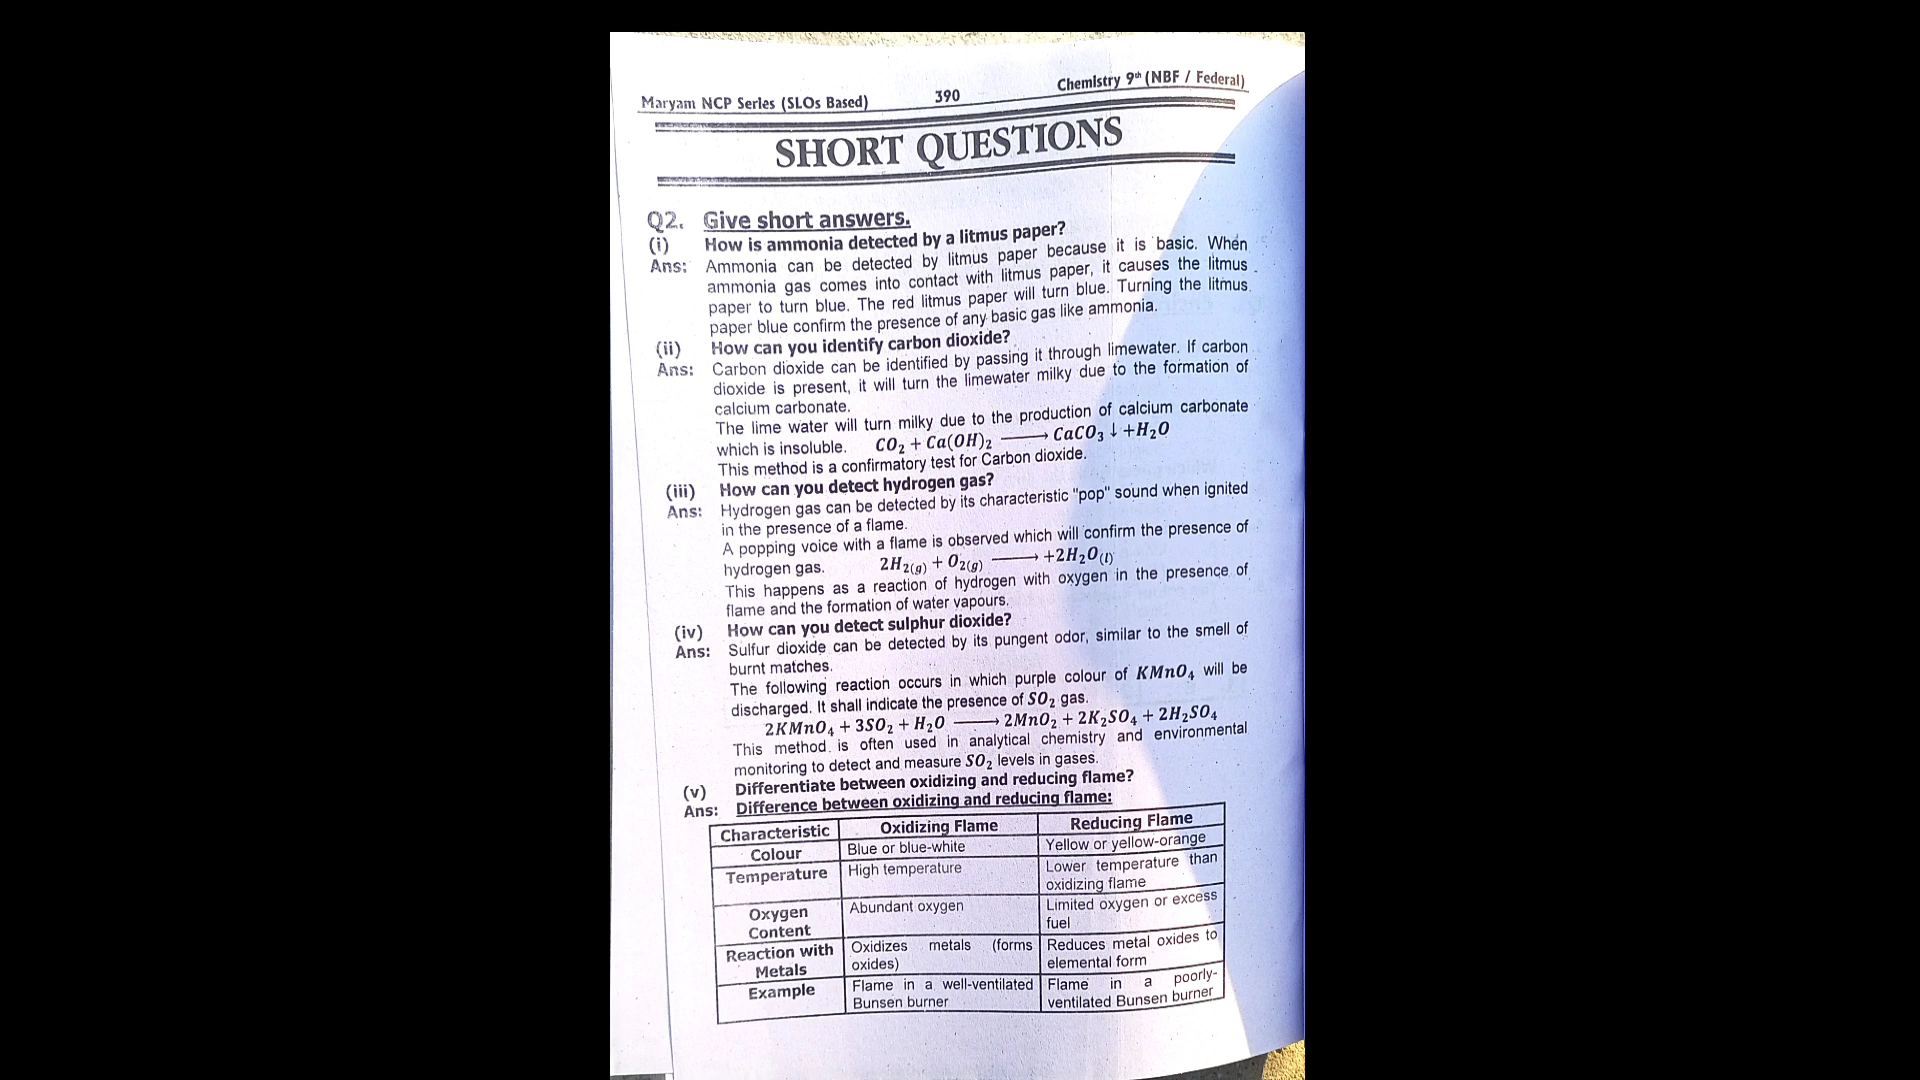 Maryam NCP Series (SLOs Based) 390 Chemistry 9th (NBF / Federal)
SHORT QUESTIONS
Q2. Give short answers.
(i) How is ammonia detected by a litmus paper?
Ans: Ammonia can be detected by litmus paper because it is basic. When
ammonia gas comes into contact with litmus paper, it causes the litmus
paper to turn blue. The red litmus paper will turn blue. Turning the litmus
paper blue confirm the presence of any basic gas like ammonia.
(ii) How can you identify carbon dioxide?
Ans: Carbon dioxide can be identified by passing it through limewater. If carbon
dioxide is present, it will turn the limewater milky due to the formation of
calcium carbonate.
The lime water will turn milky due to the production of calcium carbonate
which is insoluble. CO₂ + Ca(OH)₂ ⟶ CaCO₃ ↓ +H₂O
This method is a confirmatory test for Carbon dioxide.
(iii) How can you detect hydrogen gas?
Ans: Hydrogen gas can be detected by its characteristic "pop" sound when ignited
in the presence of a flame.
A popping voice with a flame is observed which will confirm the presence of
hydrogen gas. 2H₂(g) + O₂(g) ⟶ +2H₂O(l)
This happens as a reaction of hydrogen with oxygen in the presence of
flame and the formation of water vapours.
(iv) How can you detect sulphur dioxide?
Ans: Sulfur dioxide can be detected by its pungent odor, similar to the smell of
burnt matches.
The following reaction occurs in which purple colour of KMnO₄ will be
discharged. It shall indicate the presence of SO₂ gas.
2KMnO₄ + 3SO₂ + H₂O ⟶ 2MnO₂ + 2K₂SO₄ + 2H₂SO₄
This method is often used in analytical chemistry and environmental
monitoring to detect and measure SO₂ levels in gases.
(v) Differentiate between oxidizing and reducing flame?
Ans: Difference between oxidizing and reducing flame:
Characteristic Oxidizing Flame Reducing Flame
Colour Blue or blue-white Yellow or yellow-orange
Temperature High temperature Lower temperature than
oxidizing flame
Oxygen Abundant oxygen Limited oxygen or excess
Content fuel
Reaction with Oxidizes metals (forms Reduces metal oxides to
Metals oxides) elemental form
Example Flame in a well-ventilated Flame in a poorly-
Bunsen burner ventilated Bunsen burner